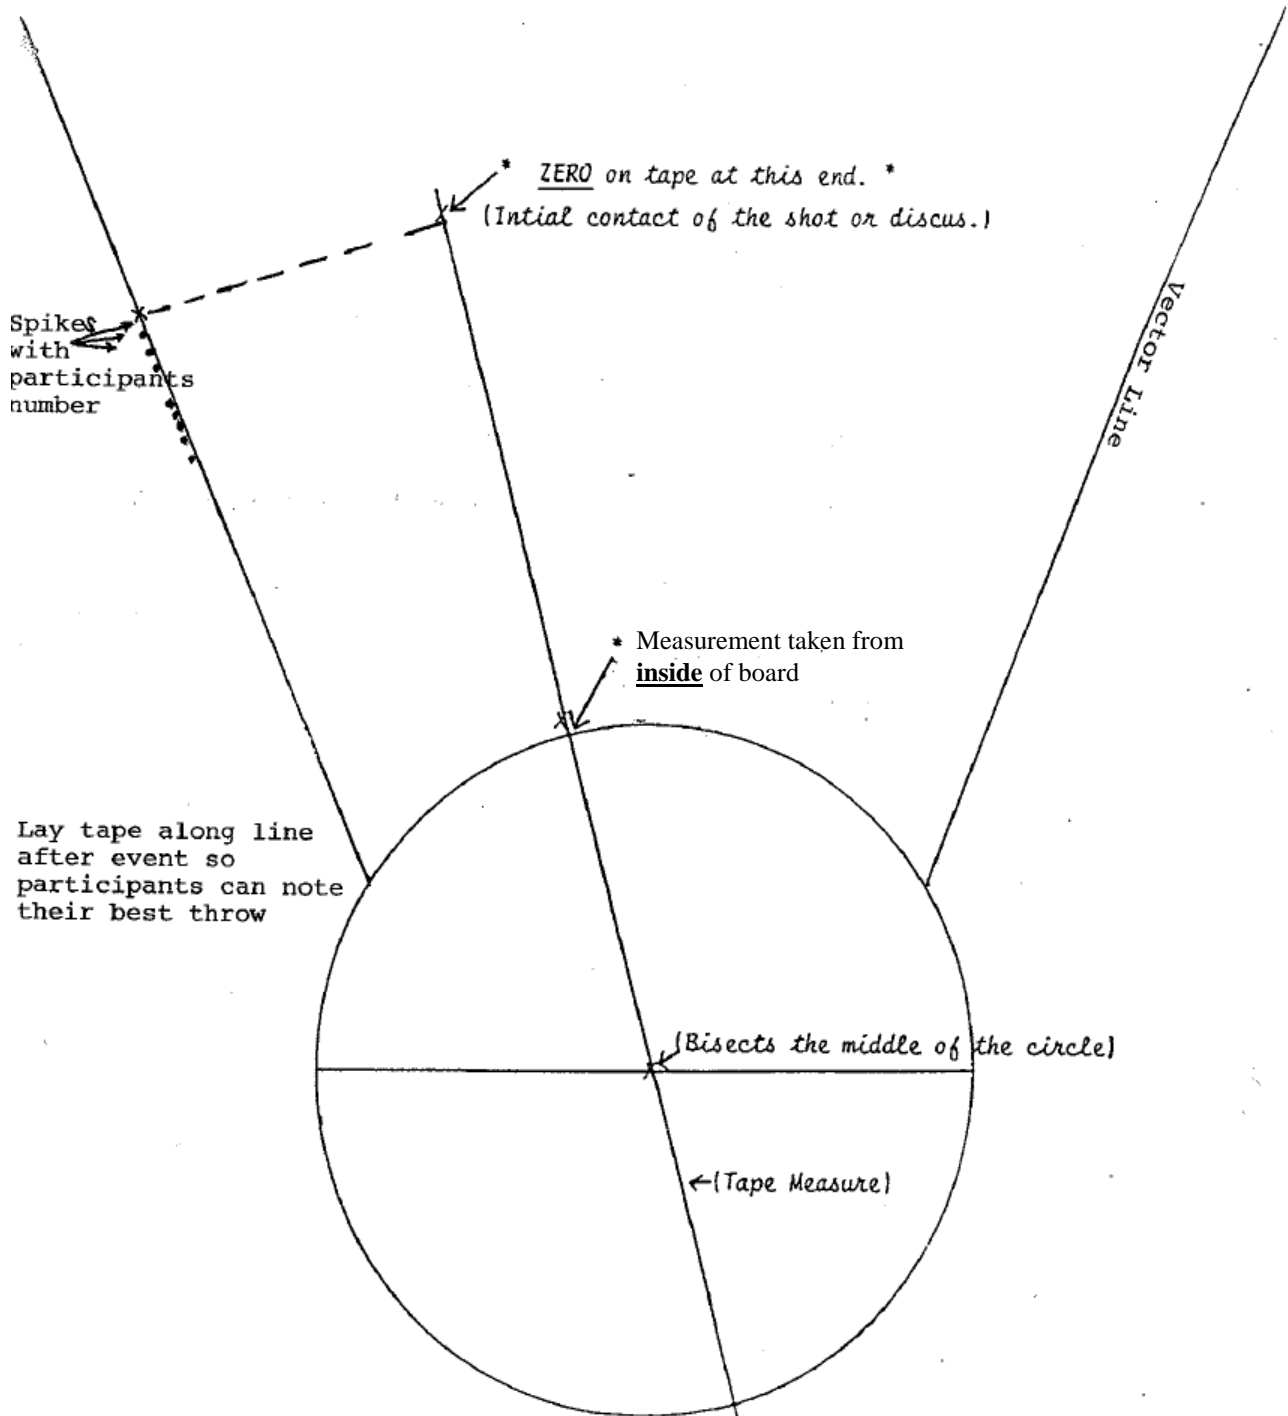 * ZERO on tape at this end. *
(Intial contact of the shot or discus.)
Vector Line
Spikes
with
participants
number
* Measurement taken from
inside of board
Lay tape along line
after event so
participants can note
their best throw
(Bisects the middle of the circle)
(Tape Measure)